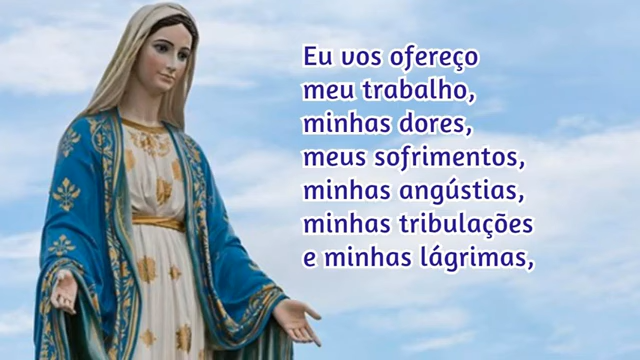 Eu vos ofereço
meu trabalho,
minhas dores,
meus sofrimentos,
minhas angústias,
minhas tribulações
e minhas lágrimas,